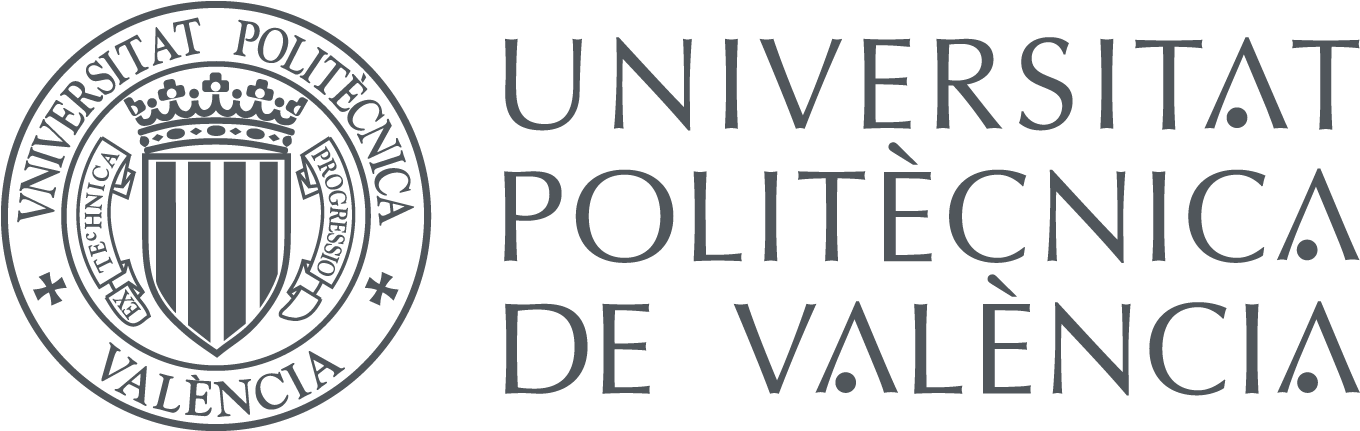 VNIVERSITAT POLITÈCNICA
EX TEcHNICA
PROGRESSIO
VALÈNCIA
UNIVERSITAT
POLITÈCNICA
DE VALÈNCIA